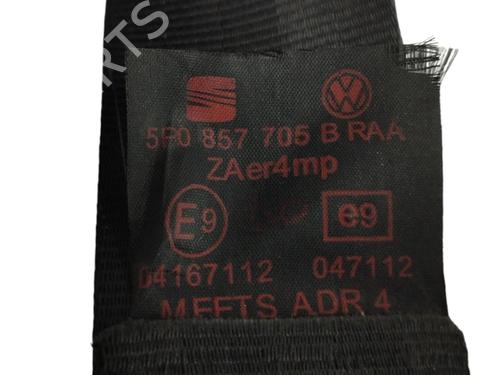 5P0 857 705 B RAA
ZAer4mp
E9 e9
04167112 047112
MEETS ADR 4